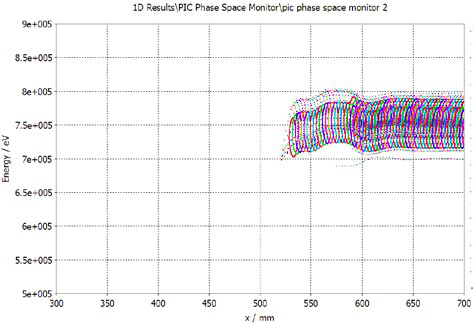 1D Results\PIC Phase Space Monitor\pic phase space monitor 2
9e+005
8.5e+005
8e+005
7.5e+005
7e+005
6.5e+005
6e+005
5.5e+005
5e+005
Energy / eV
300
350
400
450
500
550
600
650
700
x / mm